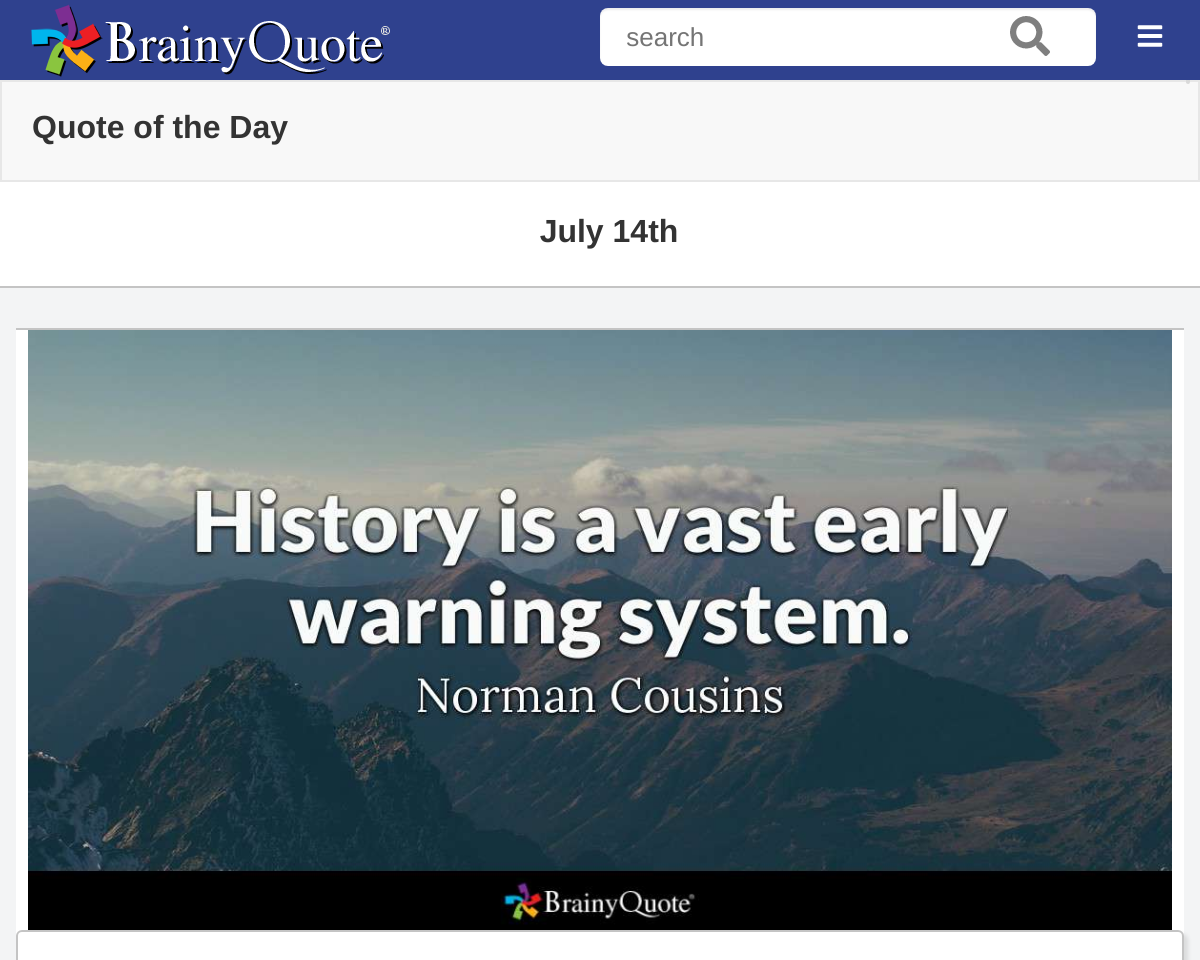 BrainyQuote®
search
Quote of the Day
July 14th
History is a vast early
warning system.
Norman Cousins
BrainyQuote®